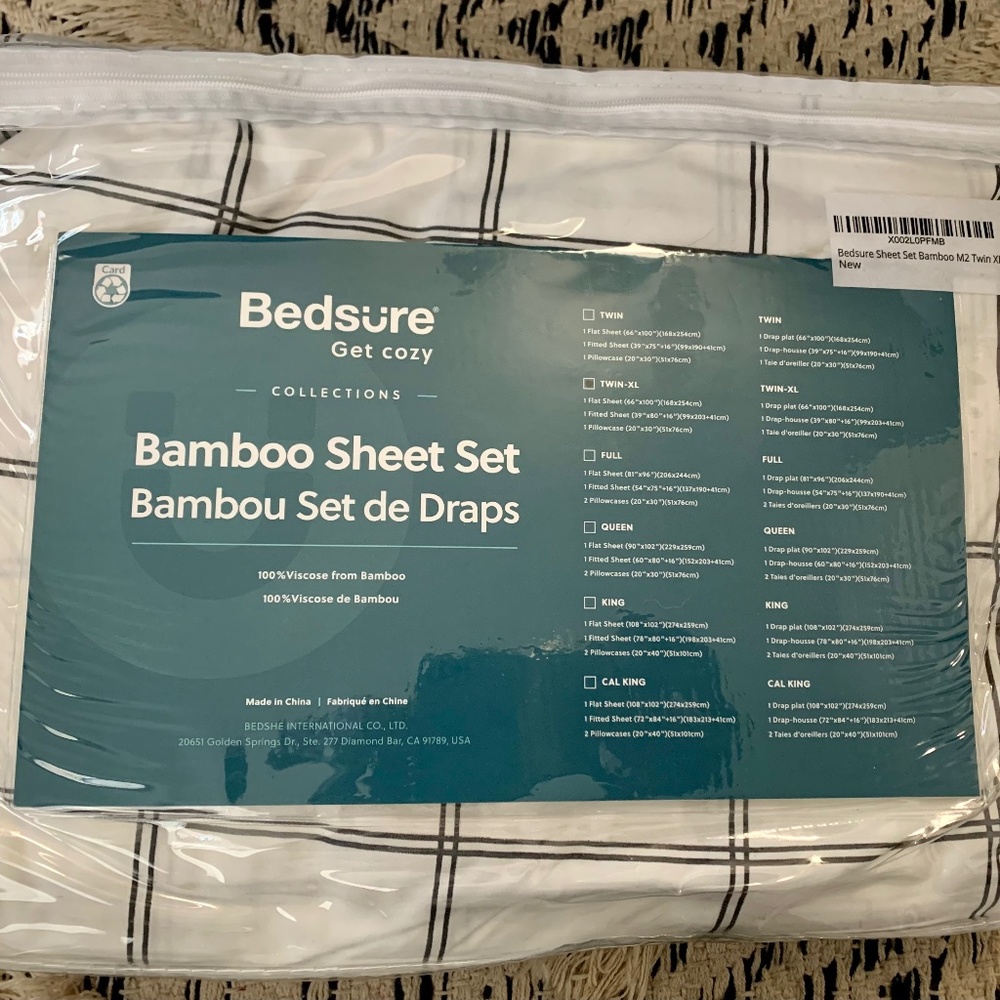 Card
Bedsure®
Get cozy
COLLECTIONS
Bamboo Sheet Set
Bambou Set de Draps
100%Viscose from Bamboo
100%Viscose de Bambou
Made in China | Fabriqué en Chine
BEDSHE INTERNATIONAL CO., LTD.
20651 Golden Springs Dr., Ste. 277 Diamond Bar, CA 91789, USA
TWIN
1 Flat Sheet (66"x100")(168x254cm)
1 Fitted Sheet (39"x75"+16")(99x190+41cm)
1 Pillowcase (20"x30")(51x76cm)
TWIN-XL
1 Flat Sheet (66"x100")(168x254cm)
1 Fitted Sheet (39"x80"+16")(99x203+41cm)
1 Pillowcase (20"x30")(51x76cm)
FULL
1 Flat Sheet (81"x96")(206x244cm)
1 Fitted Sheet (54"x75"+16")(137x190+41cm)
2 Pillowcases (20"x30")(51x76cm)
QUEEN
1 Flat Sheet (90"x102")(229x259cm)
1 Fitted Sheet (60"x80"+16")(152x203+41cm)
2 Pillowcases (20"x30")(51x76cm)
KING
1 Flat Sheet (108"x102")(274x259cm)
1 Fitted Sheet (78"x80"+16")(198x203+41cm)
2 Pillowcases (20"x40")(51x101cm)
CAL KING
1 Flat Sheet (108"x102")(274x259cm)
1 Fitted Sheet (72"x84"+16")(183x213+41cm)
2 Pillowcases (20"x40")(51x101cm)
TWIN
1 Drap plat (66"x100")(168x254cm)
1 Drap-housse (39"x75"+16")(99x190+41cm)
1 Taie d'oreiller (20"x30")(51x76cm)
TWIN-XL
1 Drap plat (66"x100")(168x254cm)
1 Drap-housse (39"x80"+16")(99x203+41cm)
1 Taie d'oreiller (20"x30")(51x76cm)
FULL
1 Drap plat (81"x96")(206x244cm)
1 Drap-housse (54"x75"+16")(137x190+41cm)
2 Taies d'oreillers (20"x30")(51x76cm)
QUEEN
1 Drap plat (90"x102")(229x259cm)
1 Drap-housse (60"x80"+16")(152x203+41cm)
2 Taies d'oreillers (20"x30")(51x76cm)
KING
1 Drap plat (108"x102")(274x259cm)
1 Drap-housse (78"x80"+16")(198x203+41cm)
2 Taies d'oreillers (20"x40")(51x101cm)
CAL KING
1 Drap plat (108"x102")(274x259cm)
1 Drap-housse (72"x84"+16")(183x213+41cm)
2 Taies d'oreillers (20"x40")(51x101cm)
X002L0PFMB
Bedsure Sheet Set Bamboo M2 Twin
New